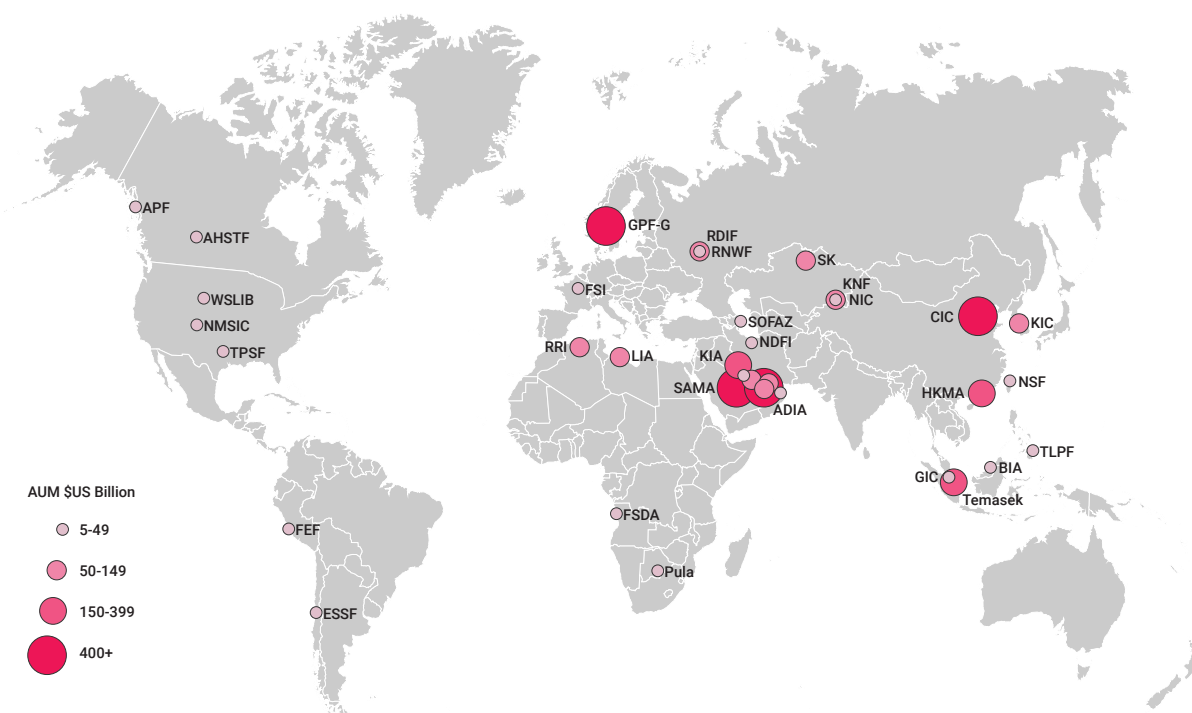 APF
AHSTF
WSLIB
NMSIC
TPSF
GPF-G
RDIF
RNWF
SK
KNF
NIC
FSI
SOFAZ
NDFI
CIC
KIC
RRI
LIA
KIA
SAMA
ADIA
HKMA
NSF
TLPF
BIA
GIC
Temasek
FSDA
Pula
FEF
ESSF
AUM $US Billion
5-49
50-149
150-399
400+